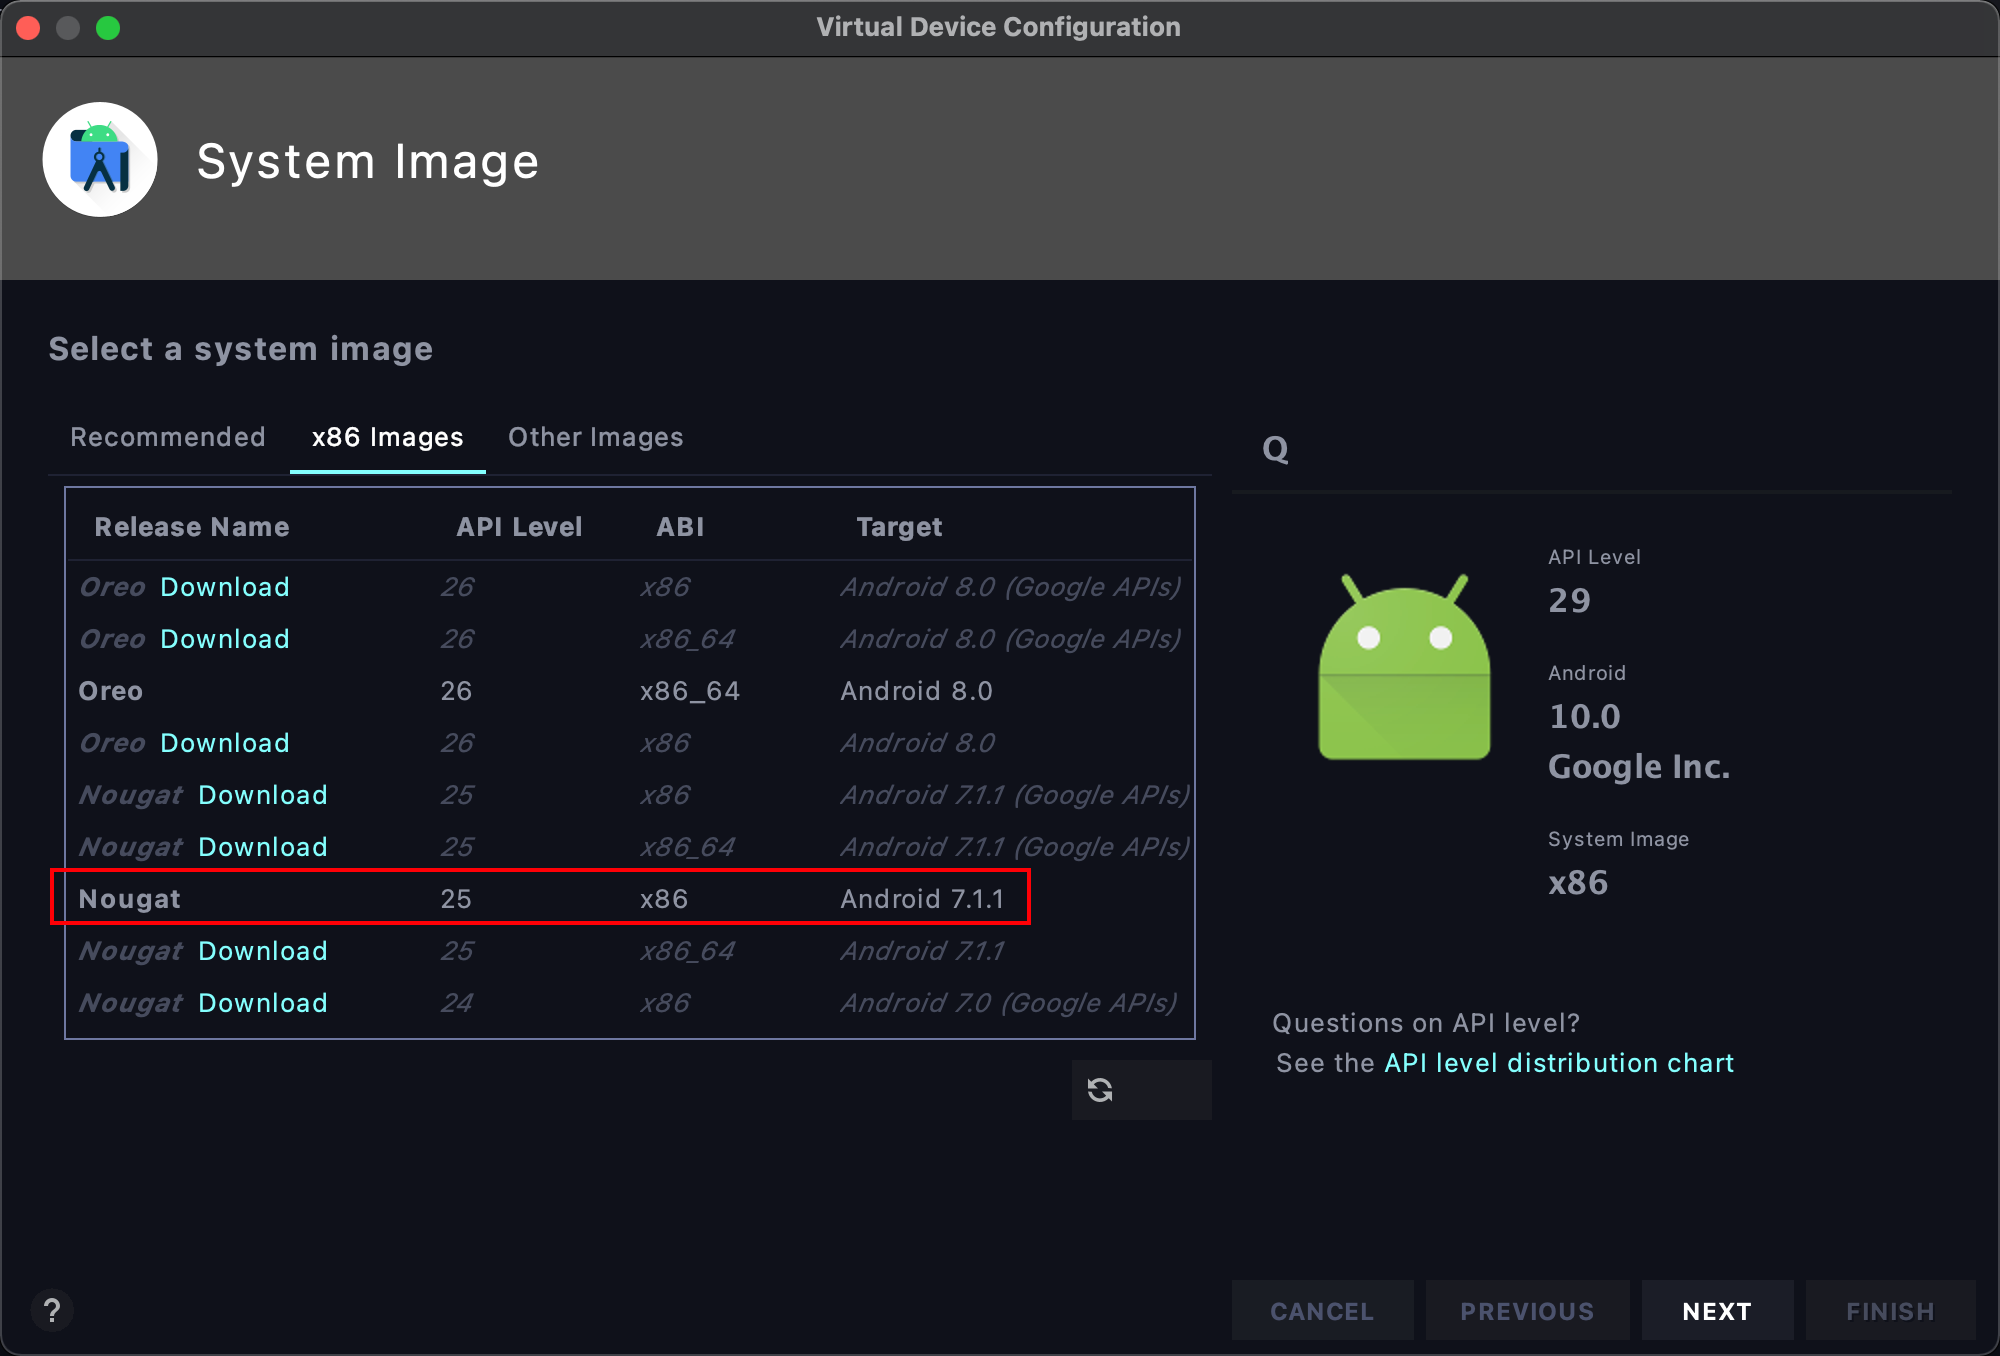 Virtual Device Configuration
System Image
Select a system image
Recommended x86 Images Other Images
Release Name API Level ABI Target
Oreo Download 26 x86 Android 8.0 (Google APIs)
Oreo Download 26 x86_64 Android 8.0 (Google APIs)
Oreo 26 x86_64 Android 8.0
Oreo Download 26 x86 Android 8.0
Nougat Download 25 x86 Android 7.1.1 (Google APIs)
Nougat Download 25 x86_64 Android 7.1.1 (Google APIs)
Nougat 25 x86 Android 7.1.1
Nougat Download 25 x86_64 Android 7.1.1
Nougat Download 24 x86 Android 7.0 (Google APIs)
Q
API Level
29
Android
10.0
Google Inc.
System Image
x86
Questions on API level?
See the API level distribution chart
?
CANCEL PREVIOUS NEXT FINISH